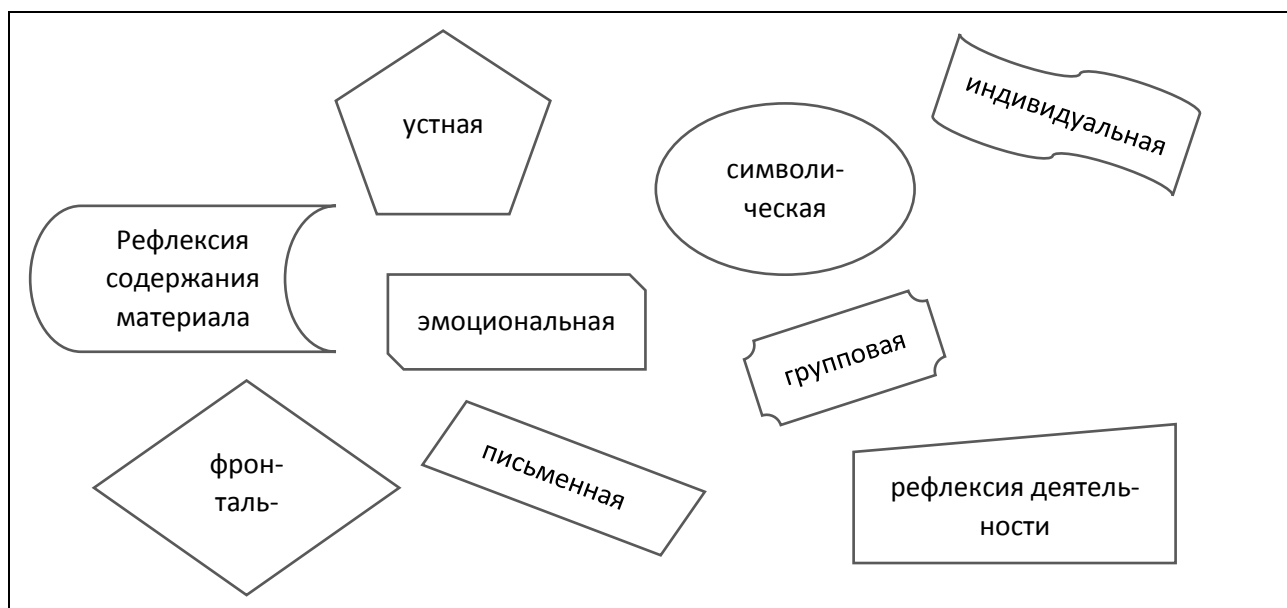 устная
индивидуальная
символи-
ческая
Рефлексия
содержания
материала
эмоциональная
групповая
фрон-
таль-
письменная
рефлексия деятель-
ности